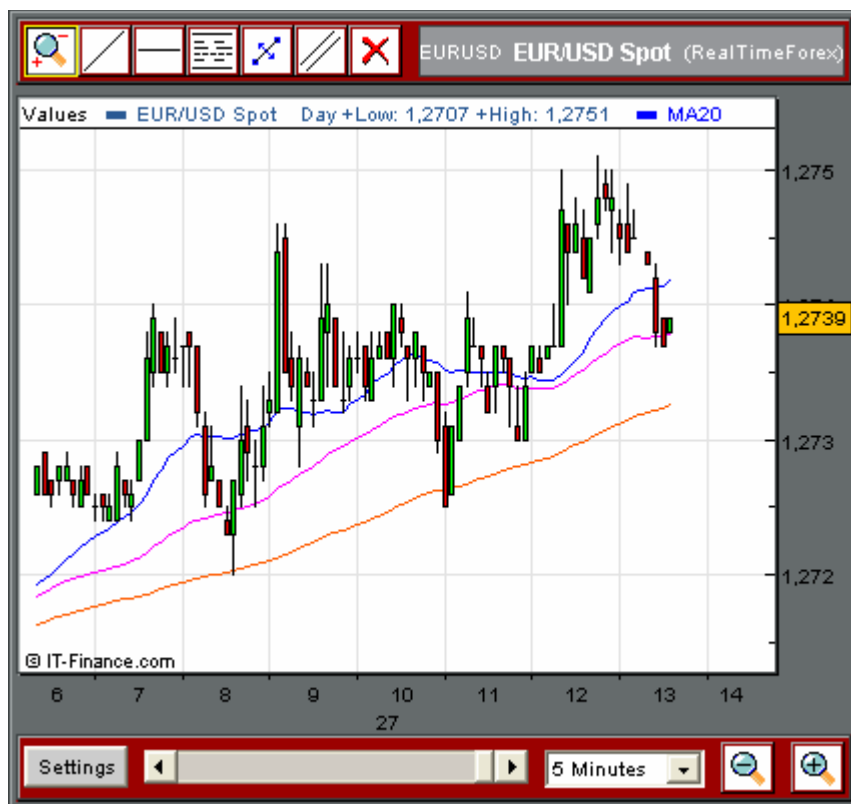 EURUSD EUR/USD Spot (RealTimeForex)
Values EUR/USD Spot Day +Low: 1,2707 +High: 1,2751 MA20
1,275
1,2739
1,273
1,272
© IT-Finance.com
6 7 8 9 10 11 12 13 14
27
Settings 5 Minutes